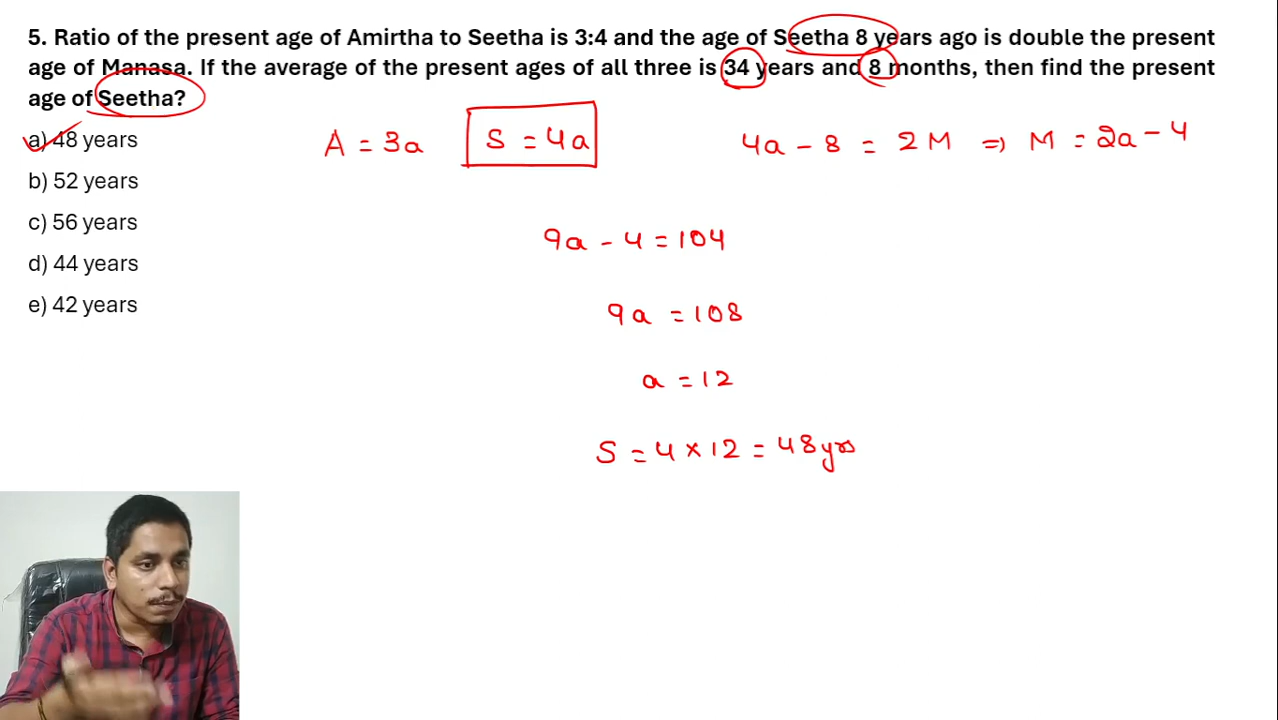 5. Ratio of the present age of Amirtha to Seetha is 3:4 and the age of Seetha 8 years ago is double the present
age of Manasa. If the average of the present ages of all three is 34 years and 8 months, then find the present
age of Seetha?
a) 48 years
A = 3a S = 4a 4a - 8 = 2M ⇒ M = 2a - 4
b) 52 years
c) 56 years
9a - 4 = 104
d) 44 years
e) 42 years
9a = 108
a = 12
S = 4 × 12 = 48 yrs